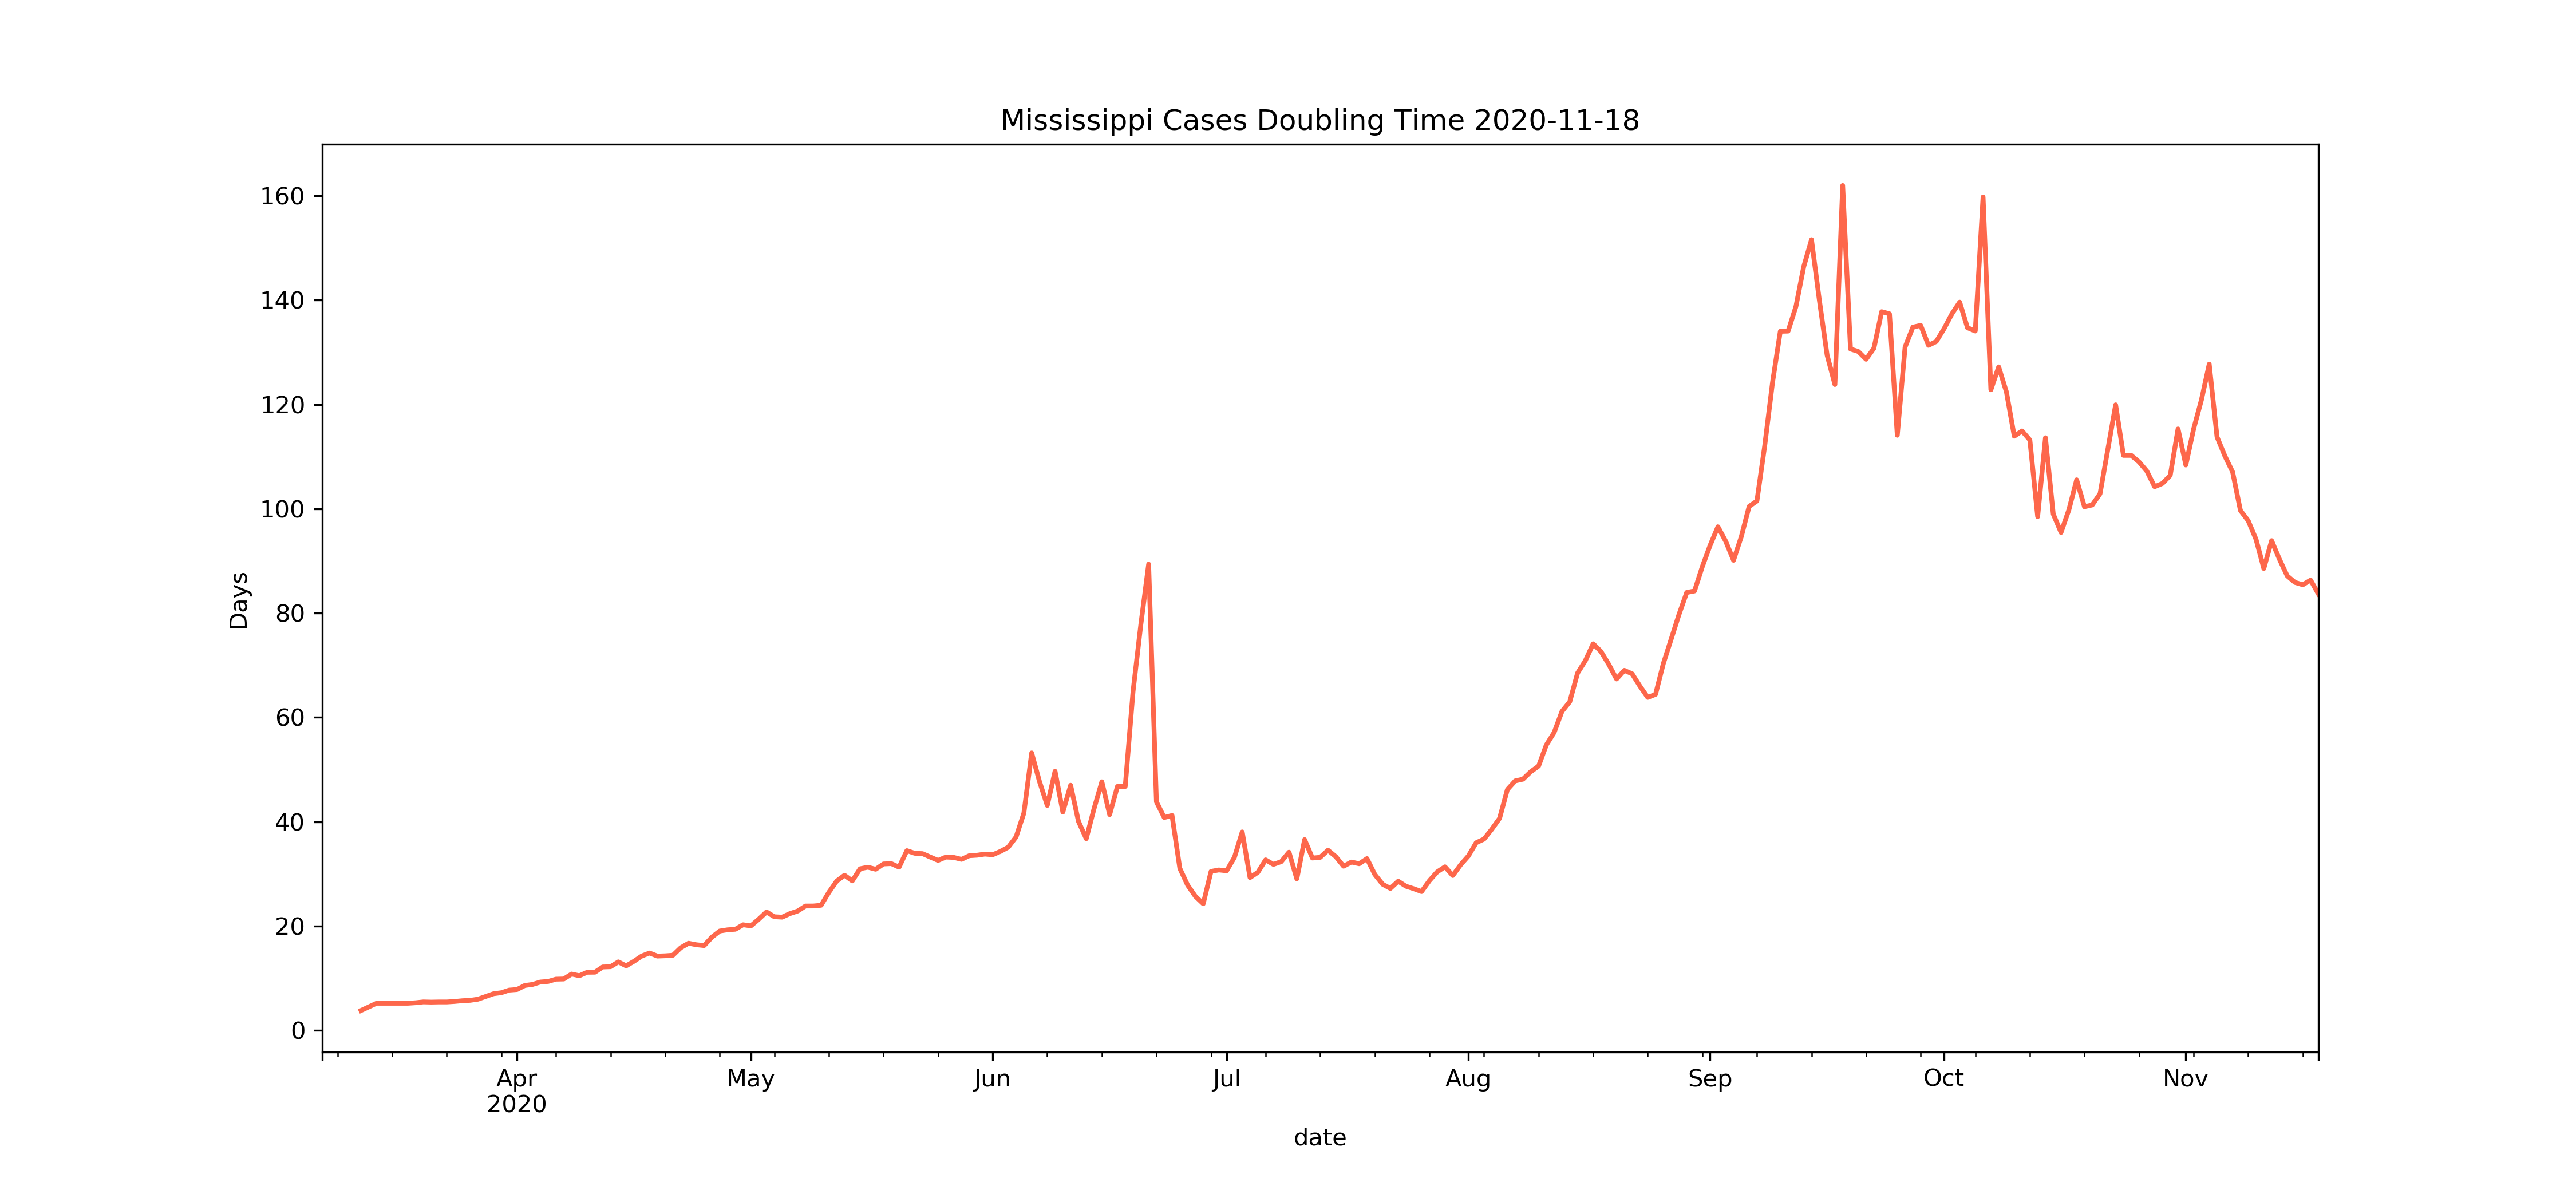 Mississippi Cases Doubling Time 2020-11-18
160
140
120
100
80
60
40
20
0
Days
Apr May Jun Jul Aug Sep Oct Nov
2020
date